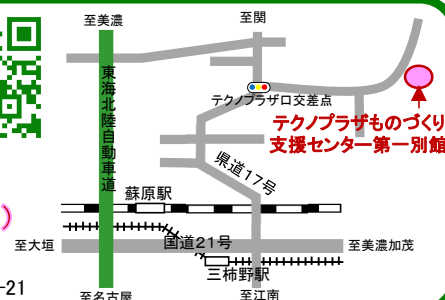 至美濃
至関
東海北陸自動車道
テクノプラザ口交差点
テクノプラザものづくり
支援センター第一別館
県道17号
蘇原駅
至大垣
国道21号
至美濃加茂
三柿野駅
-21
至名古屋
至江南